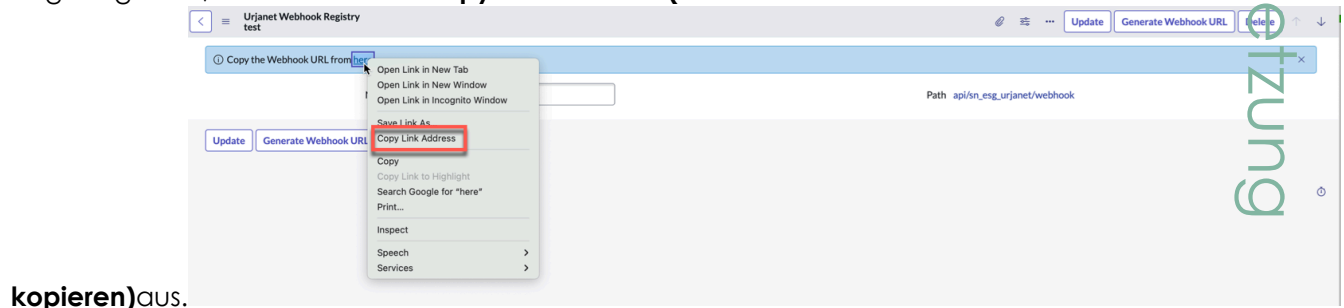 Urjanet Webhook Registry
test
Update Generate Webhook URL Delete
Copy the Webhook URL from here
Path api/sn_esg_urjanet/webhook
Update Generate Webhook URL
Open Link in New Tab
Open Link in New Window
Open Link in Incognito Window
Save Link As...
Copy Link Address
Copy
Copy Link to Highlight
Search Google for "here"
Print...
Inspect
Speech
Services
etzung
kopieren)aus.